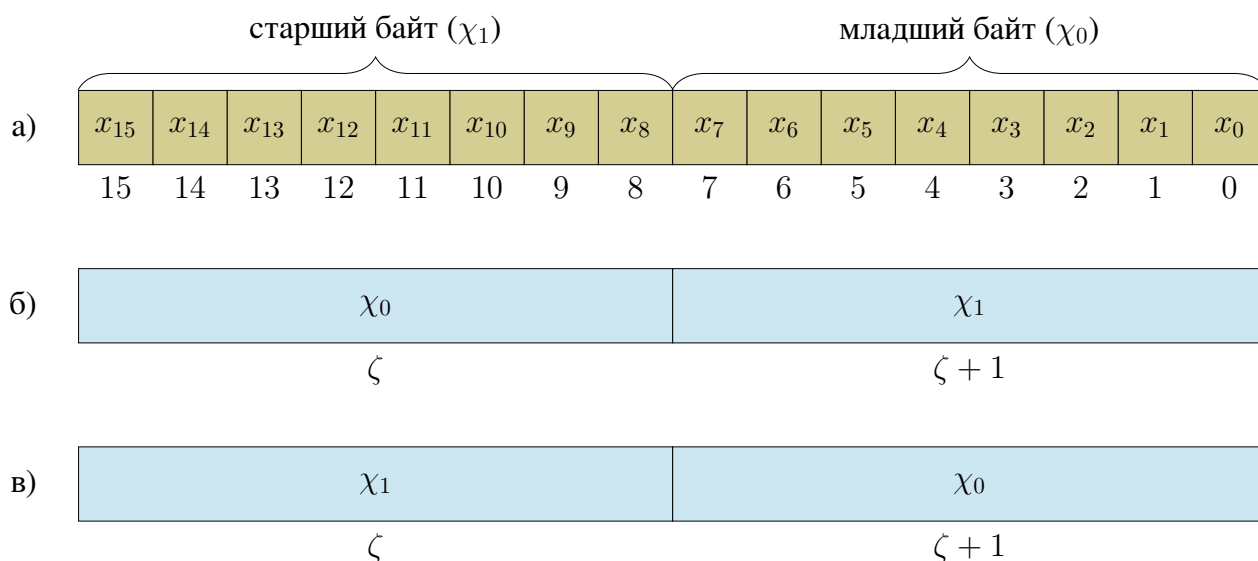 старший байт (χ₁) младший байт (χ₀)
а) x₁₅ x₁₄ x₁₃ x₁₂ x₁₁ x₁₀ x₉ x₈ x₇ x₆ x₅ x₄ x₃ x₂ x₁ x₀
15 14 13 12 11 10 9 8 7 6 5 4 3 2 1 0
б) χ₀ χ₁
ζ ζ + 1
в) χ₁ χ₀
ζ ζ + 1